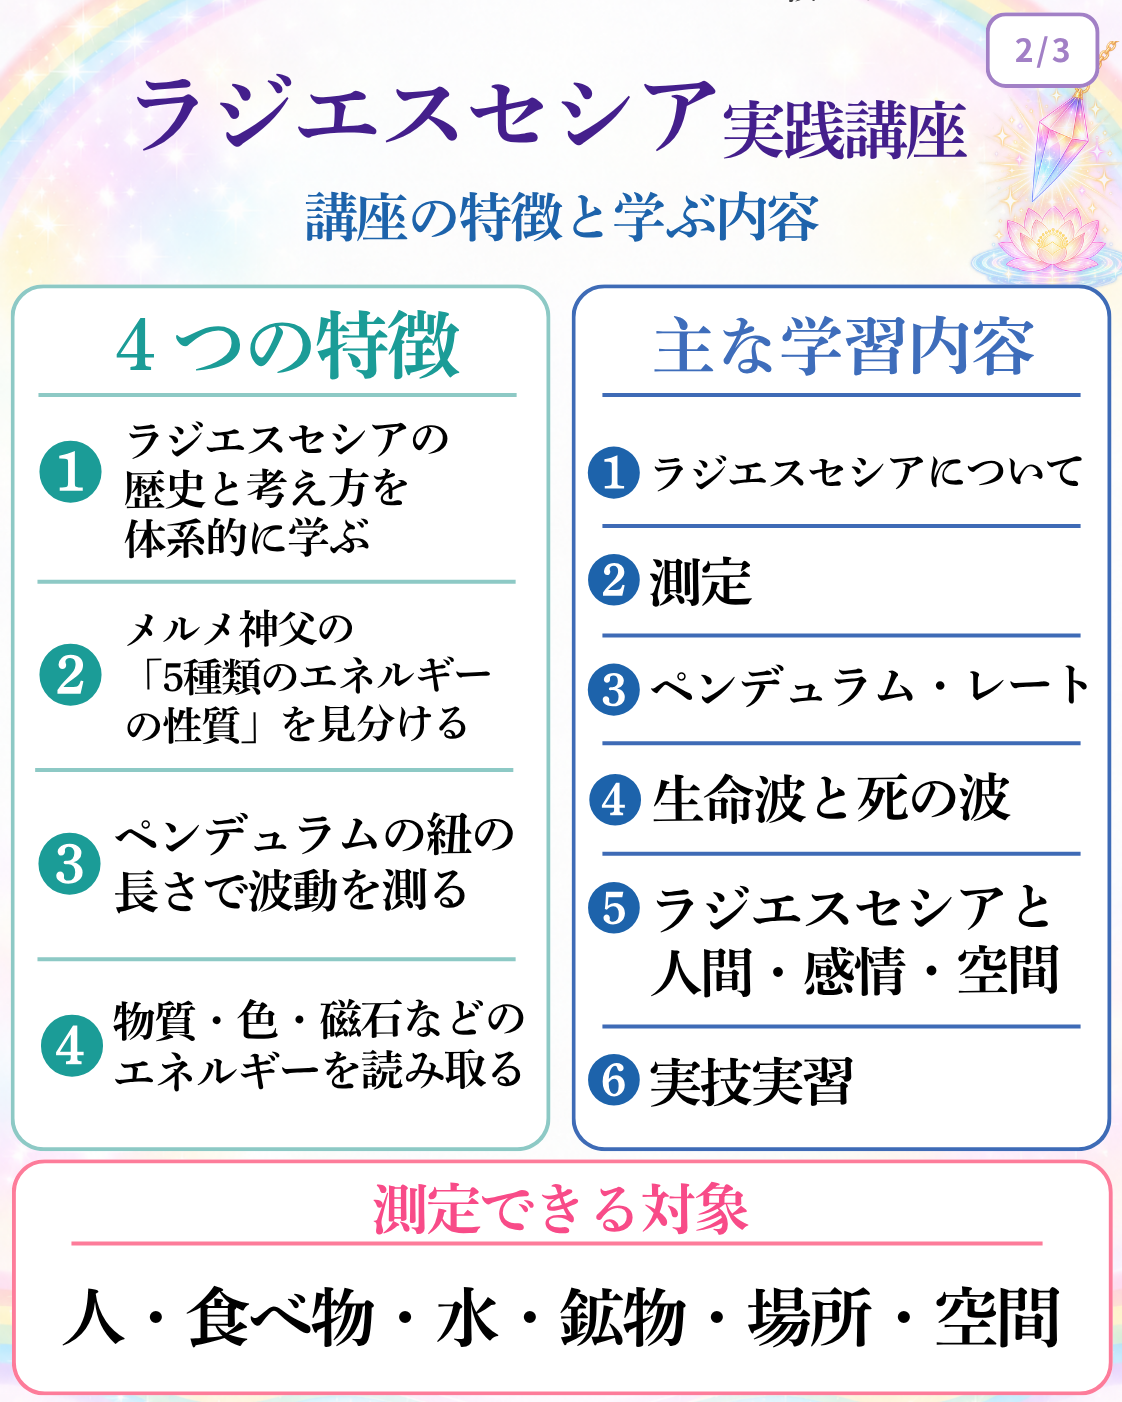 2/3
ラジエスセシア実践講座
講座の特徴と学ぶ内容
4つの特徴
1 ラジエスセシアの
歴史と考え方を
体系的に学ぶ
2 メルメ神父の
「5種類のエネルギー
の性質」を見分ける
3 ペンデュラムの紐の
長さで波動を測る
4 物質・色・磁石などの
エネルギーを読み取る
主な学習内容
1 ラジエスセシアについて
2 測定
3 ペンデュラム・レート
4 生命波と死の波
5 ラジエスセシアと
人間・感情・空間
6 実技実習
測定できる対象
人・食べ物・水・鉱物・場所・空間